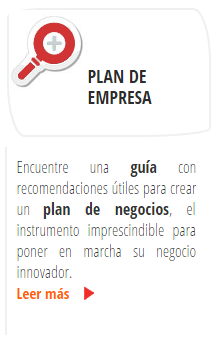 PLAN DE
EMPRESA
Encuentre una guía con
recomendaciones útiles para crear
un plan de negocios, el
instrumento imprescindible para
poner en marcha su negocio
innovador.
Leer más